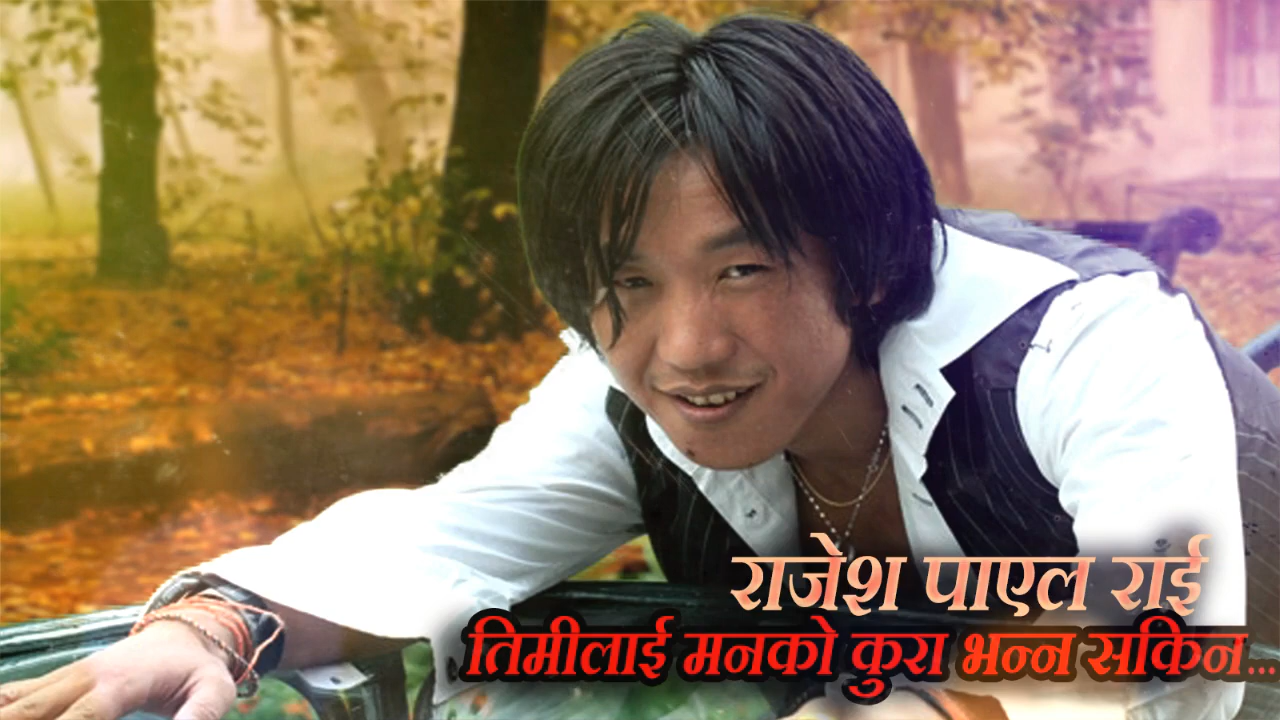 राजेश पाएल राई
तिमीलाई मनको कुरा भन्न सकिन...